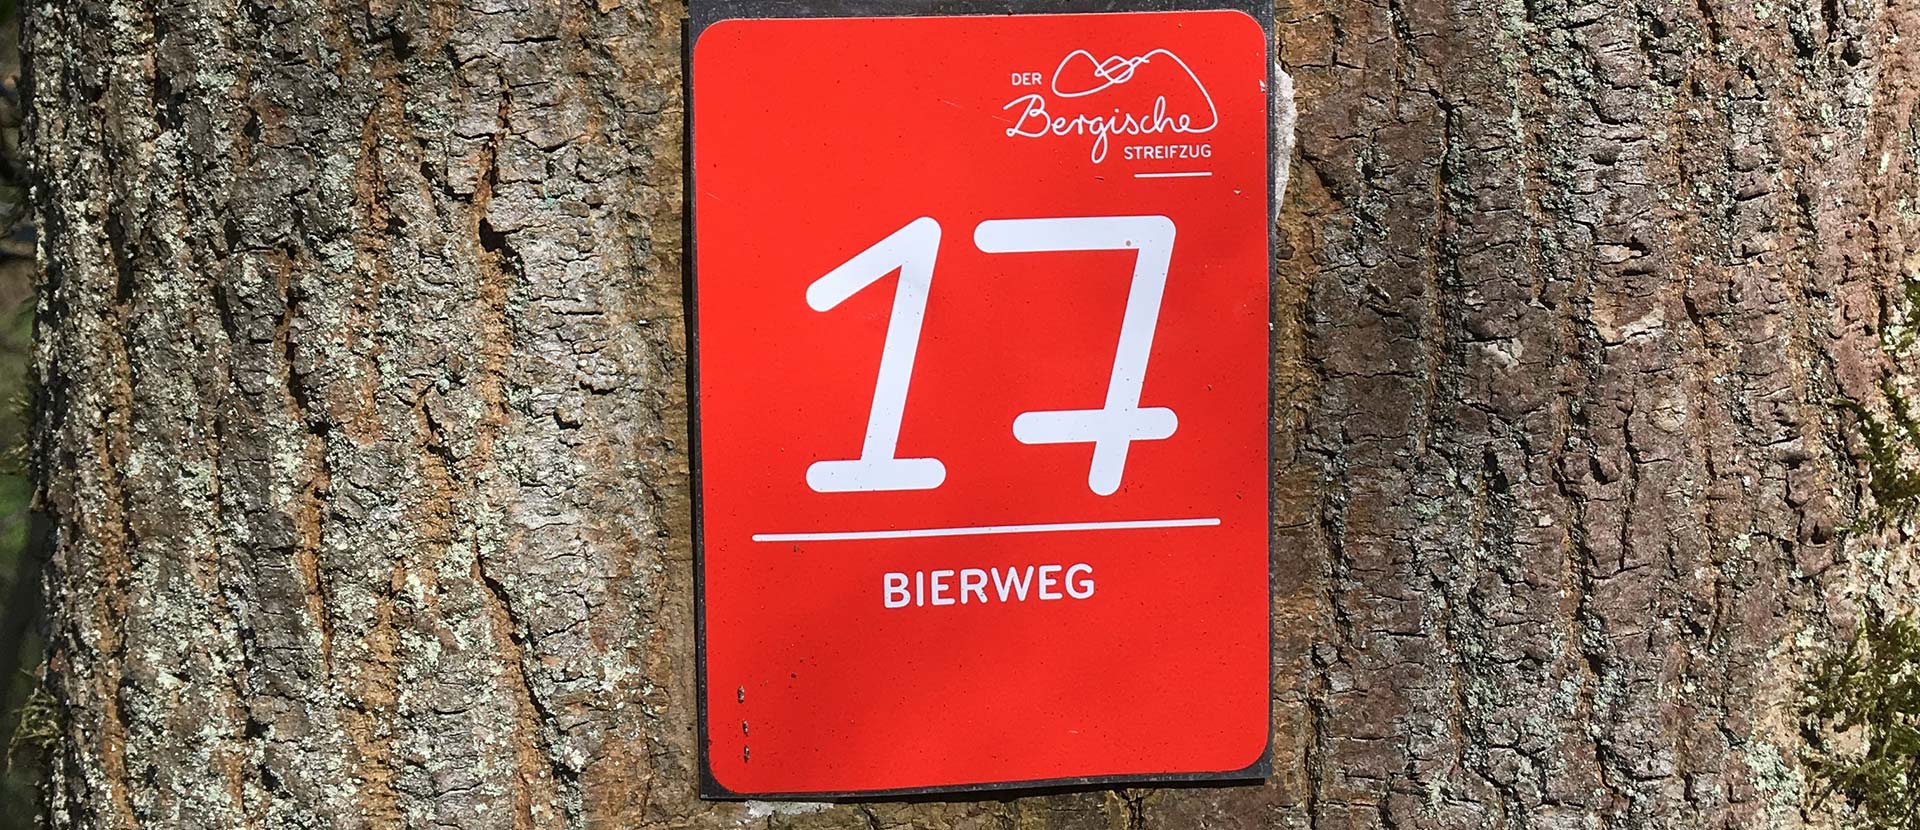 DER
Bergische
STREIFZUG
17
BIERWEG